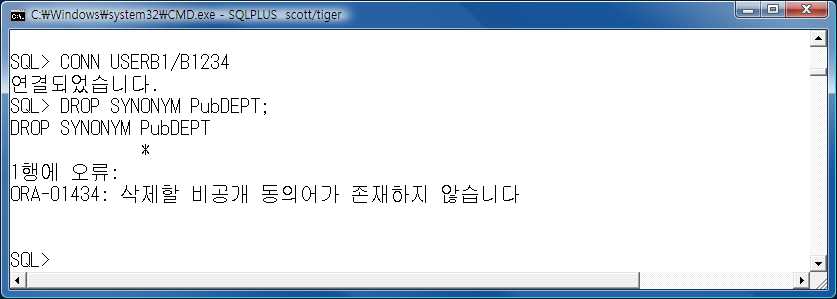 C:₩Windows₩system32₩CMD.exe - SQLPLUS scott/tiger
SQL> CONN USERB1/B1234
연결되었습니다.
SQL> DROP SYNONYM PubDEPT;
DROP SYNONYM PubDEPT
*
1행에 오류:
ORA-01434: 삭제할 비공개 동의어가 존재하지 않습니다
SQL>